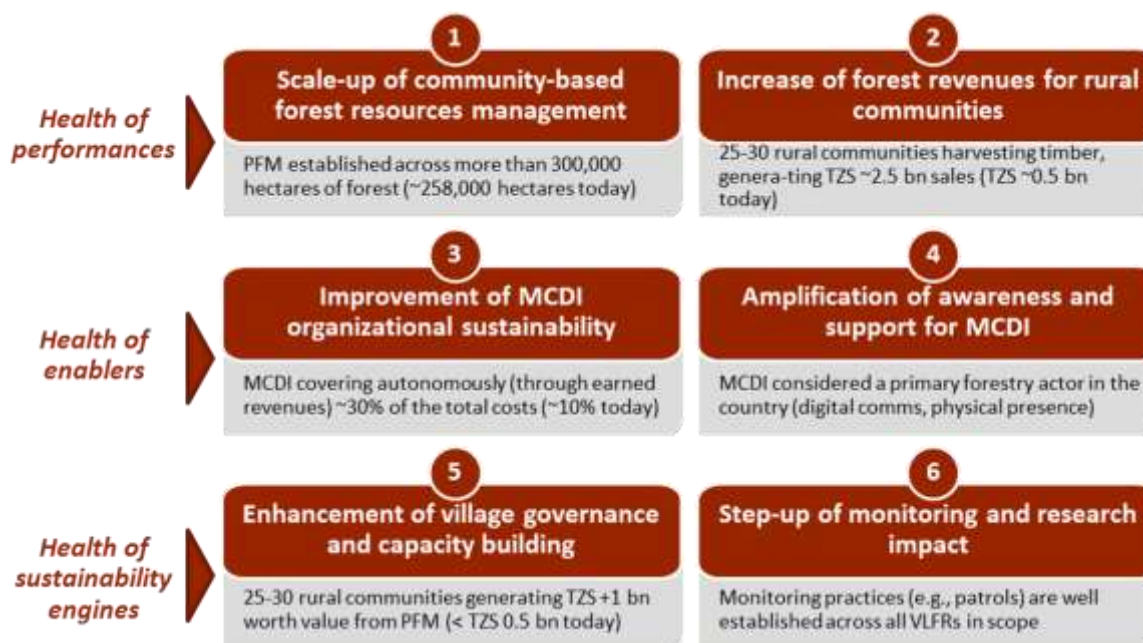 1
Scale-up of community-based
forest resources management
PFM established across more than 300,000
hectares of forest (~258,000 hectares today)
2
Increase of forest revenues for rural
communities
25-30 rural communities harvesting timber,
genera-ting TZS ~2.5 bn sales (TZS ~0.5 bn
today)
Health of
performances
3
Improvement of MCDI
organizational sustainability
MCDI covering autonomously (through earned
revenues) ~30% of the total costs (~10% today)
4
Amplification of awareness and
support for MCDI
MCDI considered a primary forestry actor in the
country (digital comms, physical presence)
Health of
enablers
5
Enhancement of village governance
and capacity building
25-30 rural communities generating TZS +1 bn
worth value from PFM (< TZS 0.5 bn today)
6
Step-up of monitoring and research
impact
Monitoring practices (e.g., patrols) are well
established across all VLFRs in scope
Health of
sustainability
engines